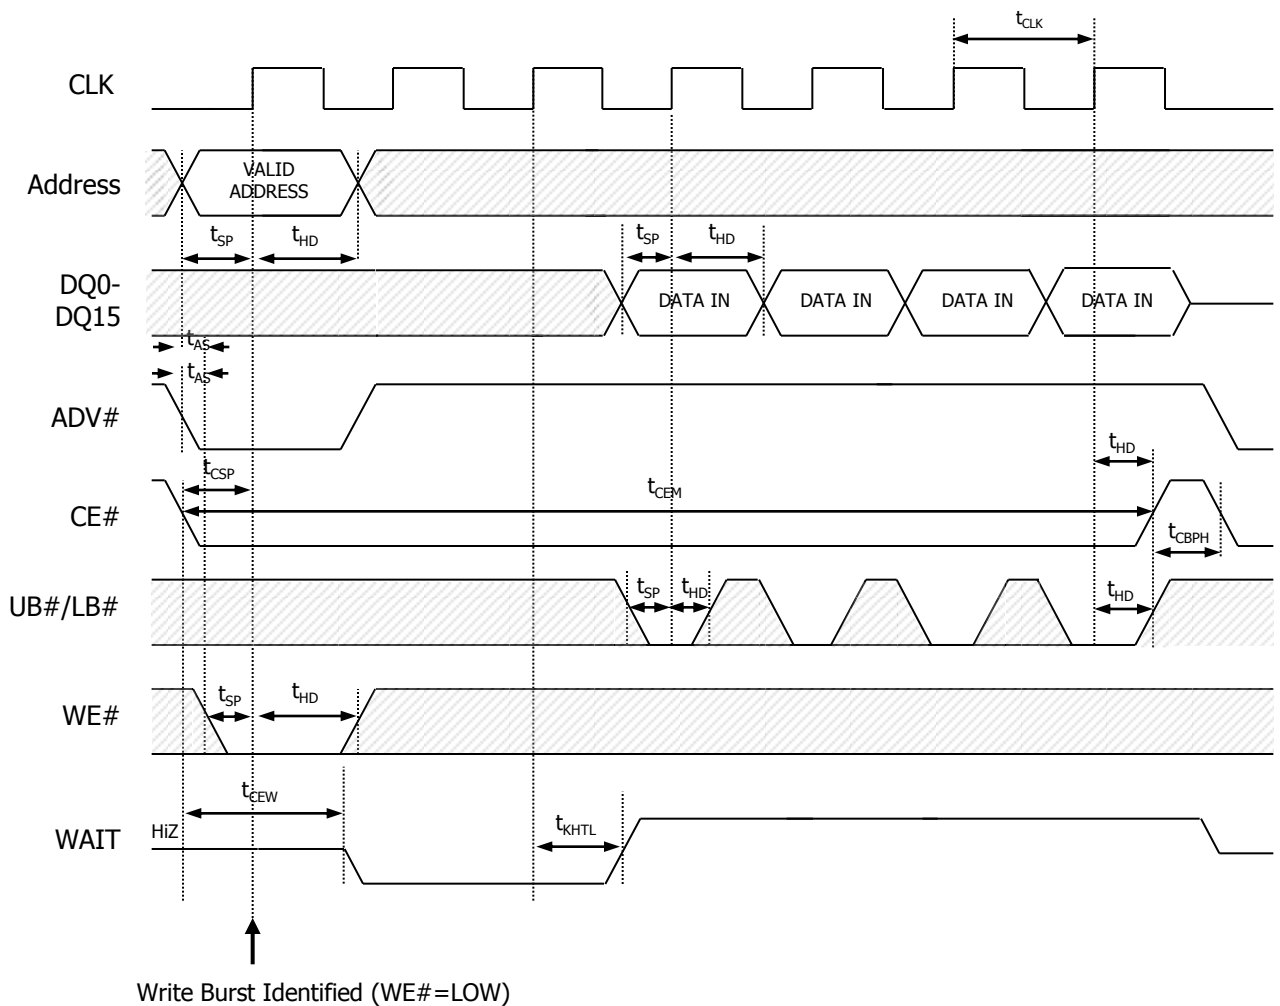 tCLK
CLK
Address
VALID
ADDRESS
tSP
tHD
tSP
tHD
DQ0-
DQ15
DATA IN
DATA IN
DATA IN
DATA IN
tAS
tAS
ADV#
tHD
tCSP
tCEM
CE#
tCBPH
UB#/LB#
tSP
tHD
tHD
WE#
tSP
tHD
tCEW
WAIT
HiZ
tKHTL
Write Burst Identified (WE#=LOW)